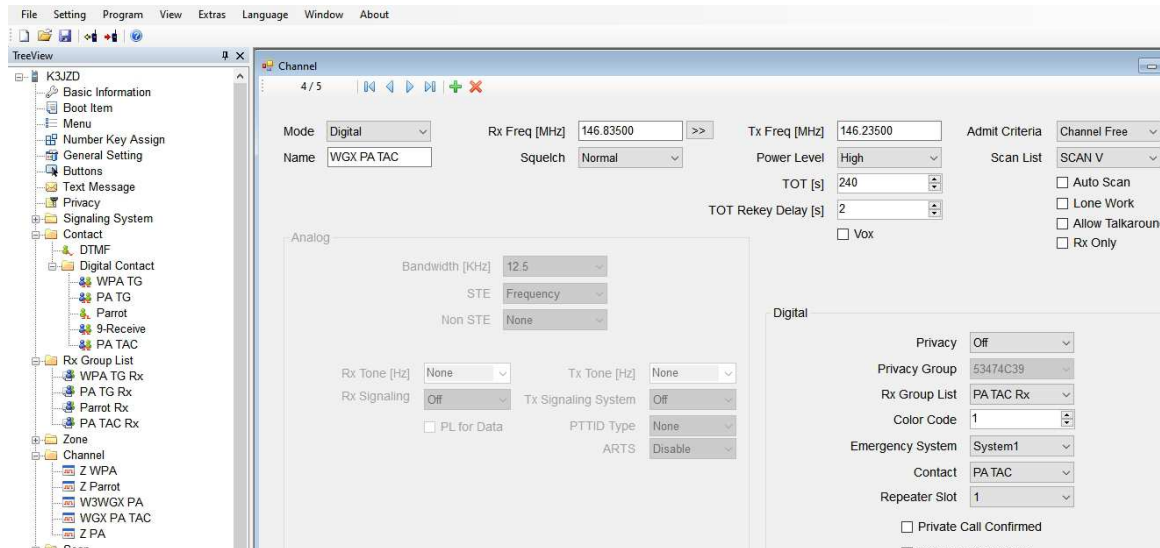 File Setting Program View Extras Language Window About
TreeView
K3JZD
Basic Information
Boot Item
Menu
Number Key Assign
General Setting
Buttons
Text Message
Privacy
Signaling System
Contact
DTMF
Digital Contact
WPA TG
PA TG
Parrot
9-Receive
PA TAC
Rx Group List
WPA TG Rx
PA TG Rx
Parrot Rx
PA TAC Rx
Zone
Channel
Z WPA
Z Parrot
W3WGX PA
WGX PA TAC
Z PA
Channel
4 / 5
Mode Digital Rx Freq [MHz] 146.83500 >> Tx Freq [MHz] 146.23500 Admit Criteria Channel Free
Name WGX PA TAC Squelch Normal Power Level High Scan List SCAN V
TOT [s] 240 Auto Scan
TOT Rekey Delay [s] 2 Lone Work
Vox Allow Talkaroun
Rx Only
Analog
Bandwidth [KHz] 12.5
STE Frequency
Non STE None
Rx Tone [Hz] None Tx Tone [Hz] None
Rx Signaling Off Tx Signaling System Off
PL for Data PTTID Type None
ARTS Disable
Digital
Privacy Off
Privacy Group 53474C39
Rx Group List PA TAC Rx
Color Code 1
Emergency System System1
Contact PA TAC
Repeater Slot 1
Private Call Confirmed